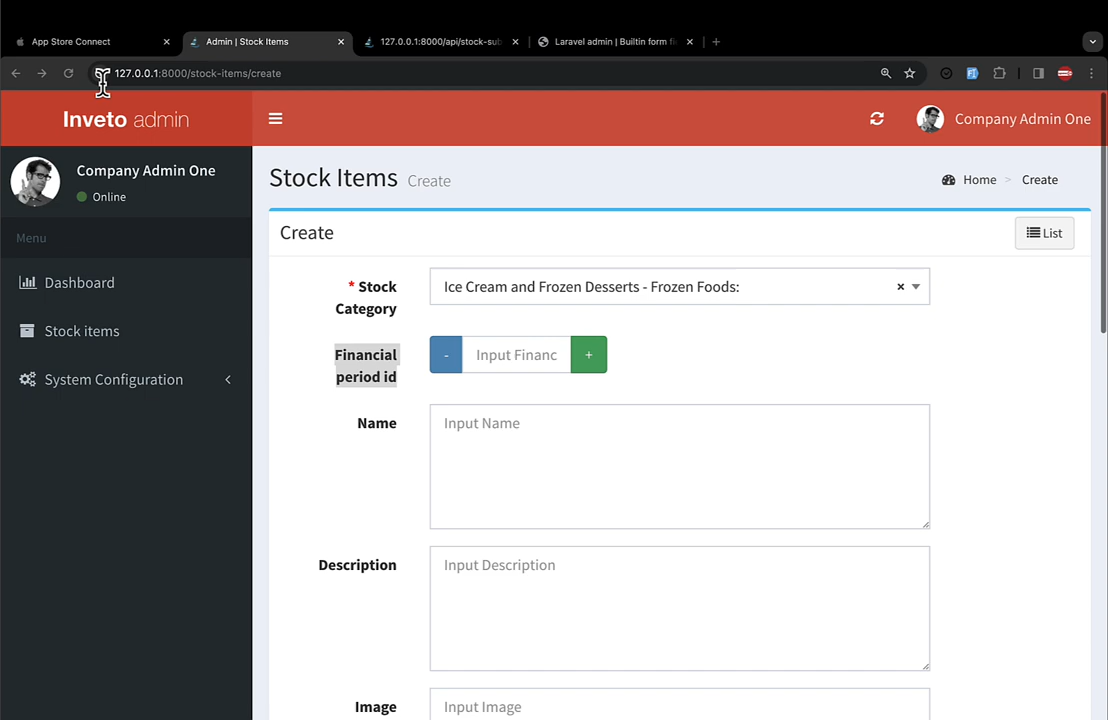 App Store Connect
Admin | Stock Items
127.0.0.1:8000/api/stock-sub
Laravel admin | Builtin form fi
127.0.0.1:8000/stock-items/create
Inveto admin
Company Admin One
Company Admin One
Online
Stock Items Create
Home > Create
Menu
Create
List
Dashboard
* Stock Category
Ice Cream and Frozen Desserts - Frozen Foods:
Stock items
Financial period id
- Input Financ +
System Configuration
Name
Input Name
Description
Input Description
Image
Input Image